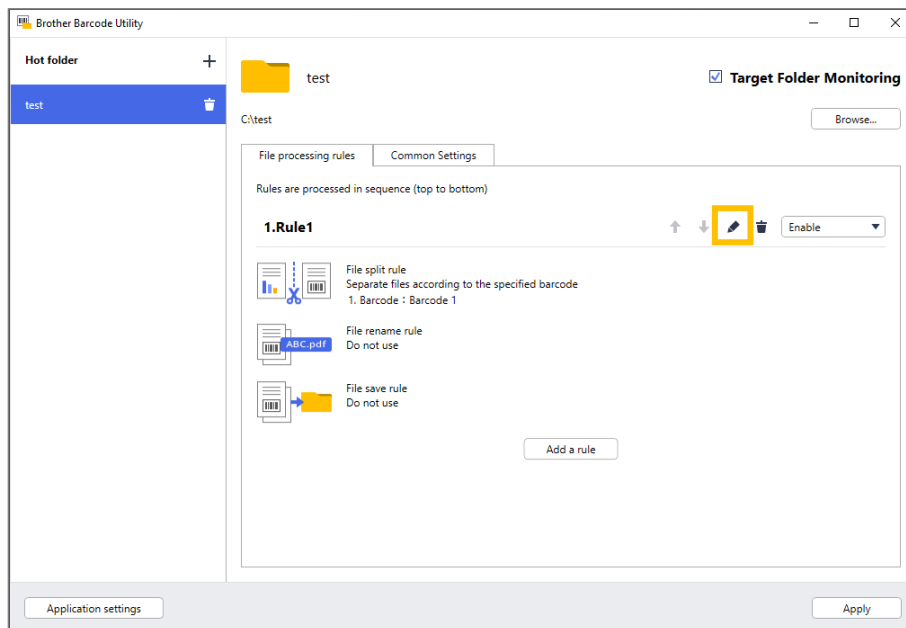 Brother Barcode Utility
Hot folder
test
test
Target Folder Monitoring
C:\test
Browse...
File processing rules
Common Settings
Rules are processed in sequence (top to bottom)
1.Rule1
Enable
File split rule
Separate files according to the specified barcode
1. Barcode : Barcode 1
File rename rule
Do not use
ABC.pdf
File save rule
Do not use
Add a rule
Application settings
Apply